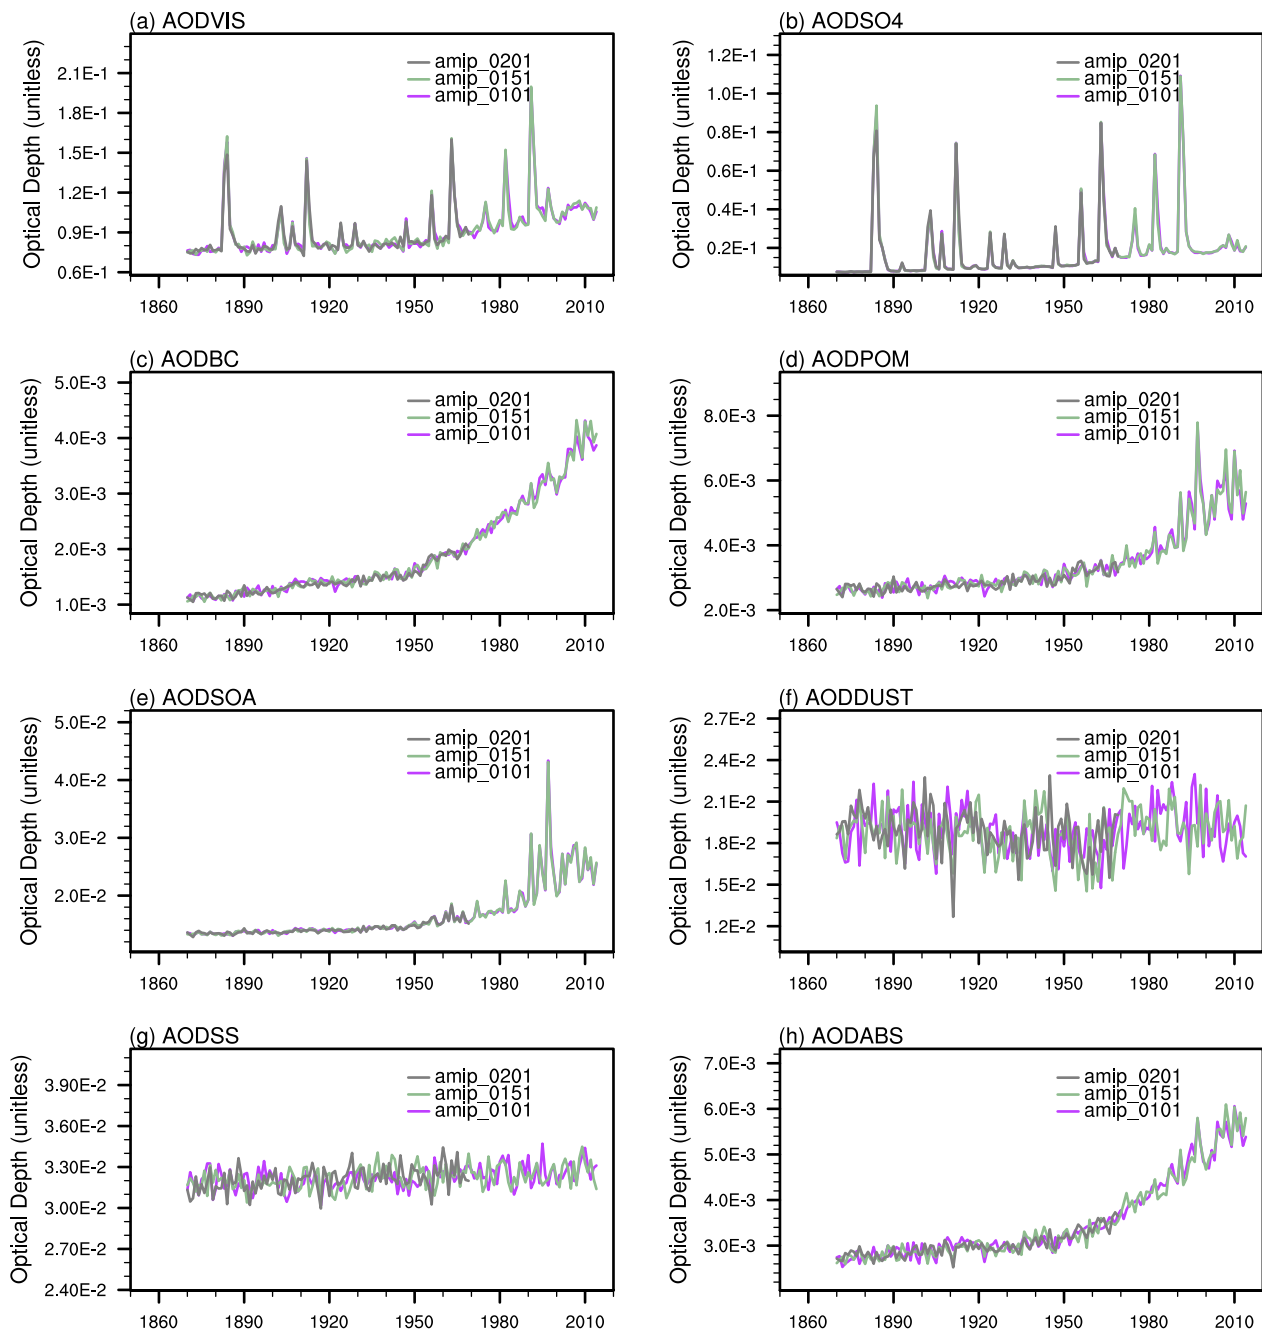 (a) AODVIS
Optical Depth (unitless)
2.1E-1
1.8E-1
1.5E-1
1.2E-1
0.9E-1
0.6E-1
amip_0201
amip_0151
amip_0101
1860 1890 1920 1950 1980 2010
(b) AODSO4
Optical Depth (unitless)
1.2E-1
1.0E-1
0.8E-1
0.6E-1
0.4E-1
0.2E-1
amip_0201
amip_0151
amip_0101
1860 1890 1920 1950 1980 2010
(c) AODBC
Optical Depth (unitless)
5.0E-3
4.0E-3
3.0E-3
2.0E-3
1.0E-3
amip_0201
amip_0151
amip_0101
1860 1890 1920 1950 1980 2010
(d) AODPOM
Optical Depth (unitless)
8.0E-3
6.0E-3
4.0E-3
2.0E-3
amip_0201
amip_0151
amip_0101
1860 1890 1920 1950 1980 2010
(e) AODSOA
Optical Depth (unitless)
5.0E-2
4.0E-2
3.0E-2
2.0E-2
amip_0201
amip_0151
amip_0101
1860 1890 1920 1950 1980 2010
(f) AODDUST
Optical Depth (unitless)
2.7E-2
2.4E-2
2.1E-2
1.8E-2
1.5E-2
1.2E-2
amip_0201
amip_0151
amip_0101
1860 1890 1920 1950 1980 2010
(g) AODSS
Optical Depth (unitless)
3.90E-2
3.60E-2
3.30E-2
3.00E-2
2.70E-2
2.40E-2
amip_0201
amip_0151
amip_0101
1860 1890 1920 1950 1980 2010
(h) AODABS
Optical Depth (unitless)
7.0E-3
6.0E-3
5.0E-3
4.0E-3
3.0E-3
amip_0201
amip_0151
amip_0101
1860 1890 1920 1950 1980 2010